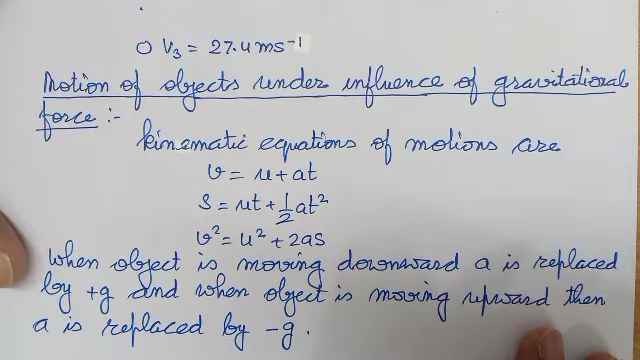 O V₃ = 27.4 ms⁻¹
Motion of objects under influence of gravitational
force :-
kinematic equations of motions are
v = u + at
S = ut + 1/2 at²
v² = u² + 2as
When object is moving downward a is replaced
by +g and when object is moving upward then
a is replaced by -g.